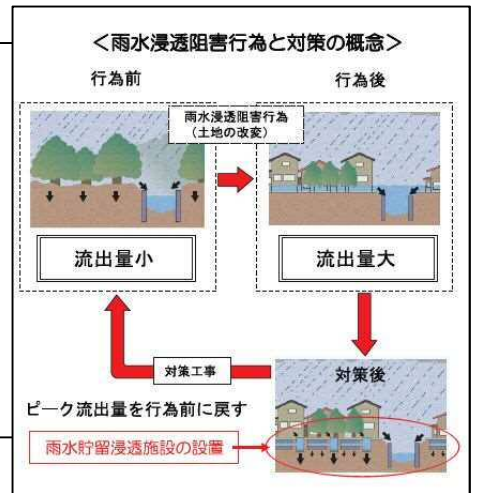 ＜雨水浸透阻害行為と対策の概念＞
行為前
行為後
雨水浸透阻害行為
（土地の改変）
流出量小
流出量大
対策工事
対策後
ピーク流出量を行為前に戻す
雨水貯留浸透施設の設置